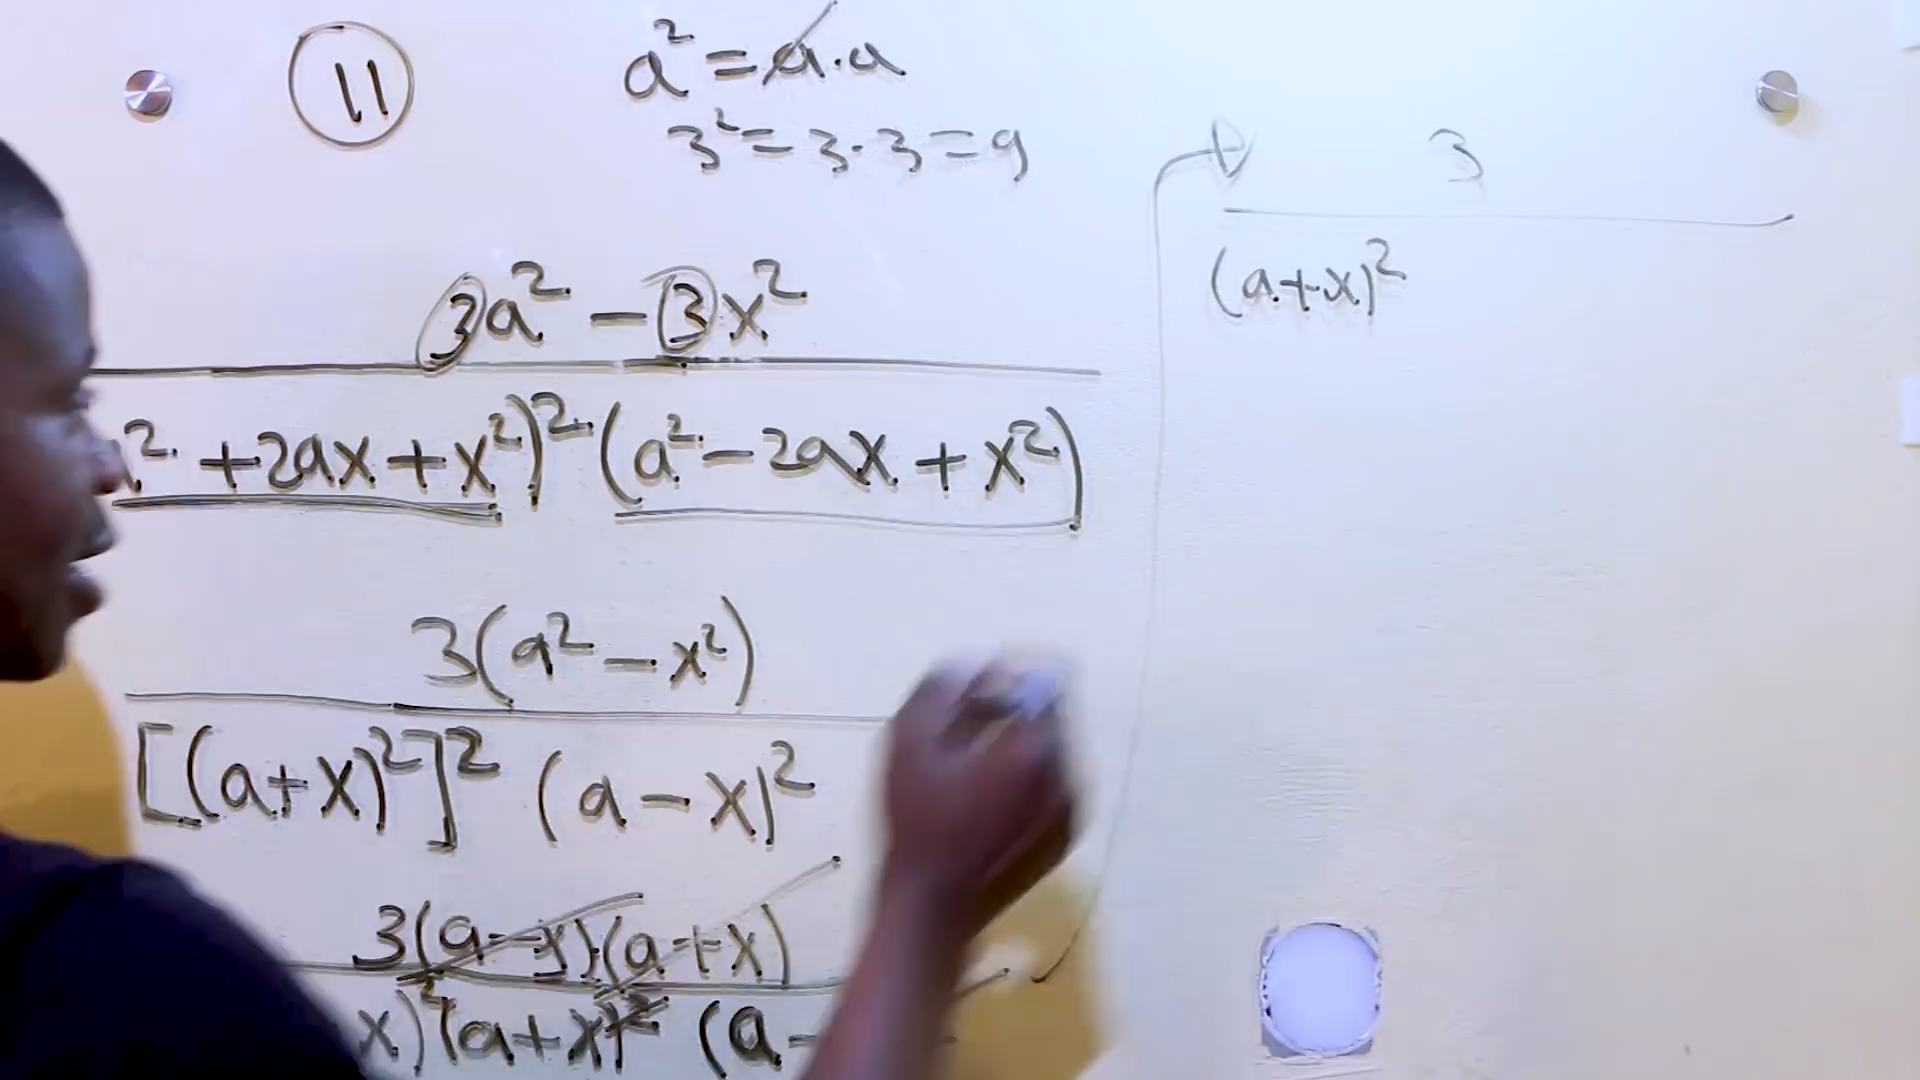 11
a² = a·a
3² = 3·3 = 9
3a² - 3x²
² + 2ax + x²)² (a² - 2ax + x²)
3(a² - x²)
[(a+x)²]² (a - x)²
3(a-x)(a+x)
x)²(a+x)² (a-
3
(a+x)²